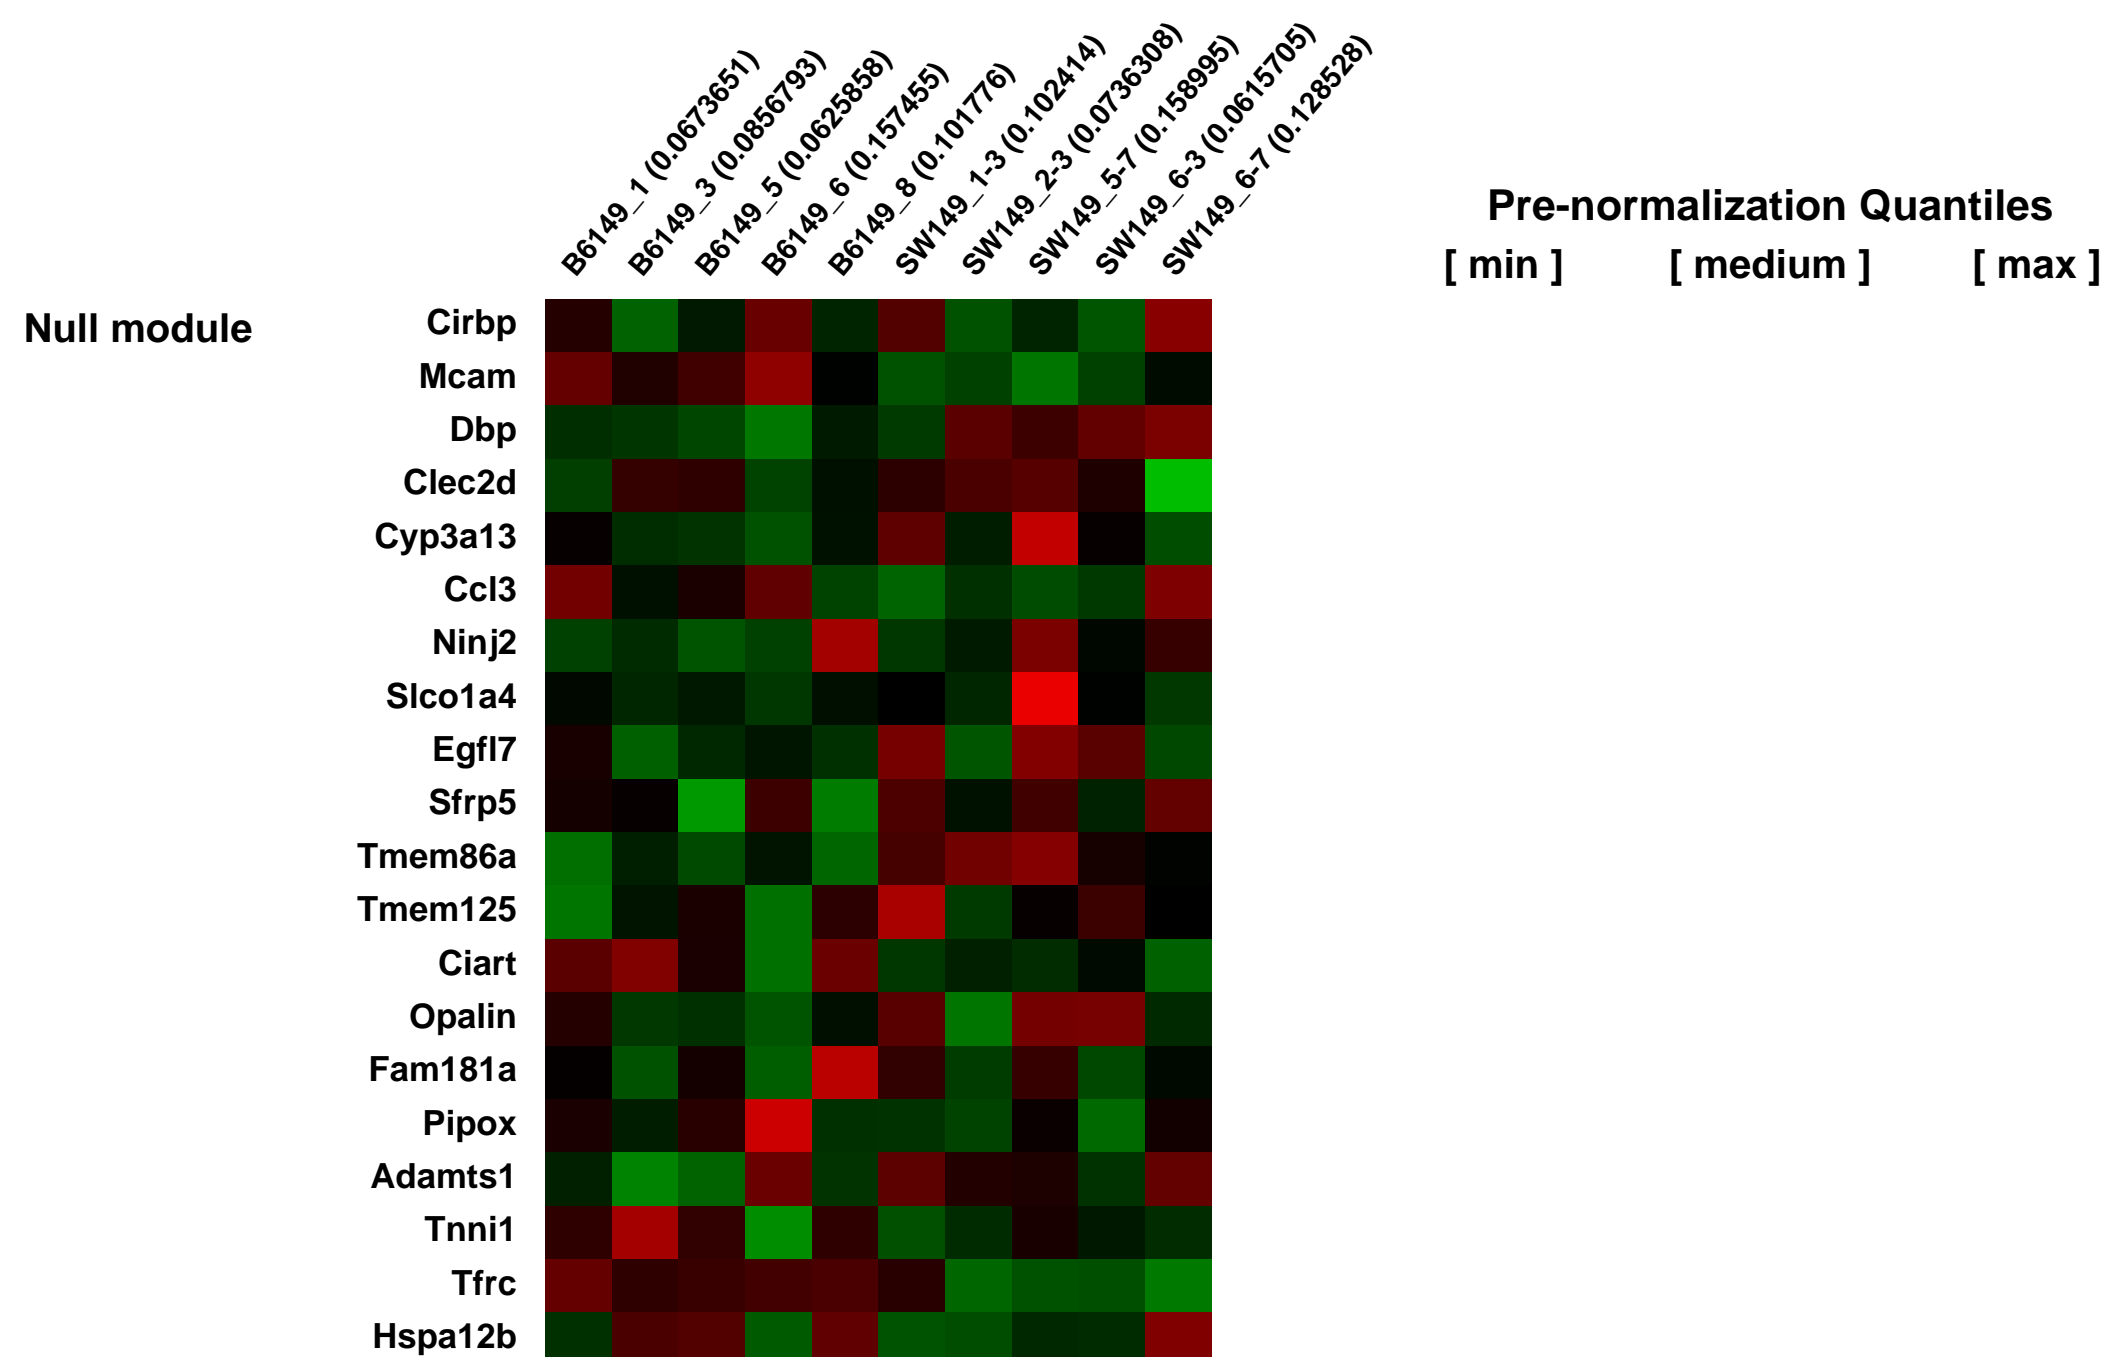 B6149_1 (0.0673651)
B6149_3 (0.0856793)
B6149_5 (0.0625858)
B6149_6 (0.157455)
B6149_8 (0.101776)
SW149_1-3 (0.102414)
SW149_2-3 (0.0736308)
SW149_5-7 (0.158995)
SW149_6-3 (0.0615705)
SW149_6-7 (0.128528)
Pre-normalization Quantiles
[ min ] [ medium ] [ max ]
Null module
Cirbp
Mcam
Dbp
Clec2d
Cyp3a13
Ccl3
Ninj2
Slco1a4
Egfl7
Sfrp5
Tmem86a
Tmem125
Ciart
Opalin
Fam181a
Pipox
Adamts1
Tnni1
Tfrc
Hspa12b